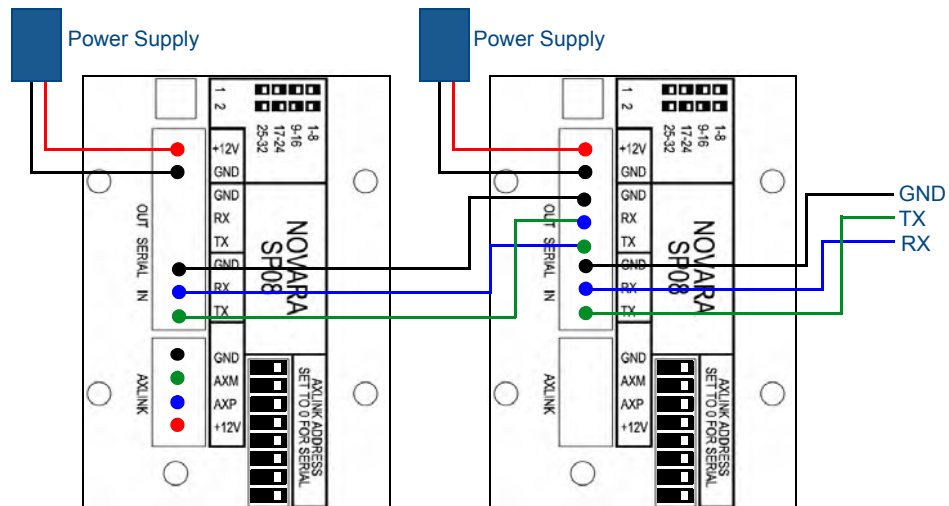 Power Supply
1
2
25-32
17-24
9-16
1-8
+12V
GND
GND
RX
TX
GND
RX
TX
OUT SERIAL IN
NOVARA
SP08
GND
AXM
AXP
+12V
AXLINK
AXLINK ADDRESS
SET TO 0 FOR SERIAL
Power Supply
1
2
25-32
17-24
9-16
1-8
+12V
GND
GND
RX
TX
GND
RX
TX
OUT SERIAL IN
NOVARA
SP08
GND
AXM
AXP
+12V
AXLINK
AXLINK ADDRESS
SET TO 0 FOR SERIAL
GND
TX
RX